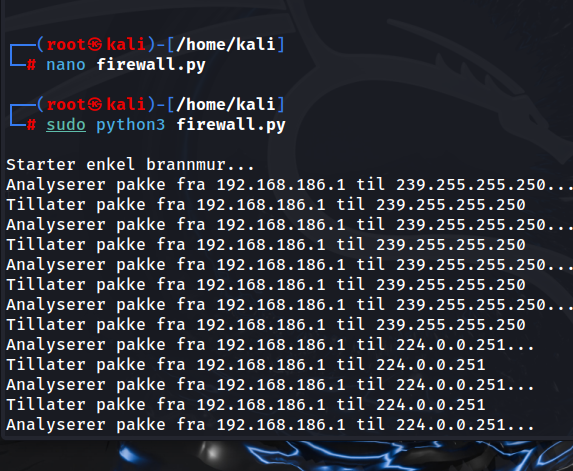 ┌──(root㉿kali)-[/home/kali]
└─# nano firewall.py
┌──(root㉿kali)-[/home/kali]
└─# sudo python3 firewall.py
Starter enkel brannmur...
Analyserer pakke fra 192.168.186.1 til 239.255.255.250...
Tillater pakke fra 192.168.186.1 til 239.255.255.250
Analyserer pakke fra 192.168.186.1 til 239.255.255.250...
Tillater pakke fra 192.168.186.1 til 239.255.255.250
Analyserer pakke fra 192.168.186.1 til 239.255.255.250...
Tillater pakke fra 192.168.186.1 til 239.255.255.250
Analyserer pakke fra 192.168.186.1 til 239.255.255.250...
Tillater pakke fra 192.168.186.1 til 239.255.255.250
Analyserer pakke fra 192.168.186.1 til 224.0.0.251...
Tillater pakke fra 192.168.186.1 til 224.0.0.251
Analyserer pakke fra 192.168.186.1 til 224.0.0.251...
Tillater pakke fra 192.168.186.1 til 224.0.0.251
Analyserer pakke fra 192.168.186.1 til 224.0.0.251...